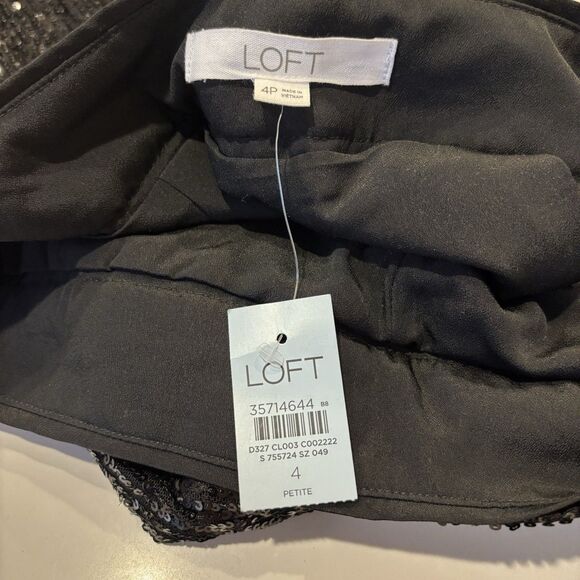 LOFT
4P MADE IN
VIETNAM
LOFT
35714644 B8
D327 CL003 C002222
S 755724 SZ 049
4
PETITE